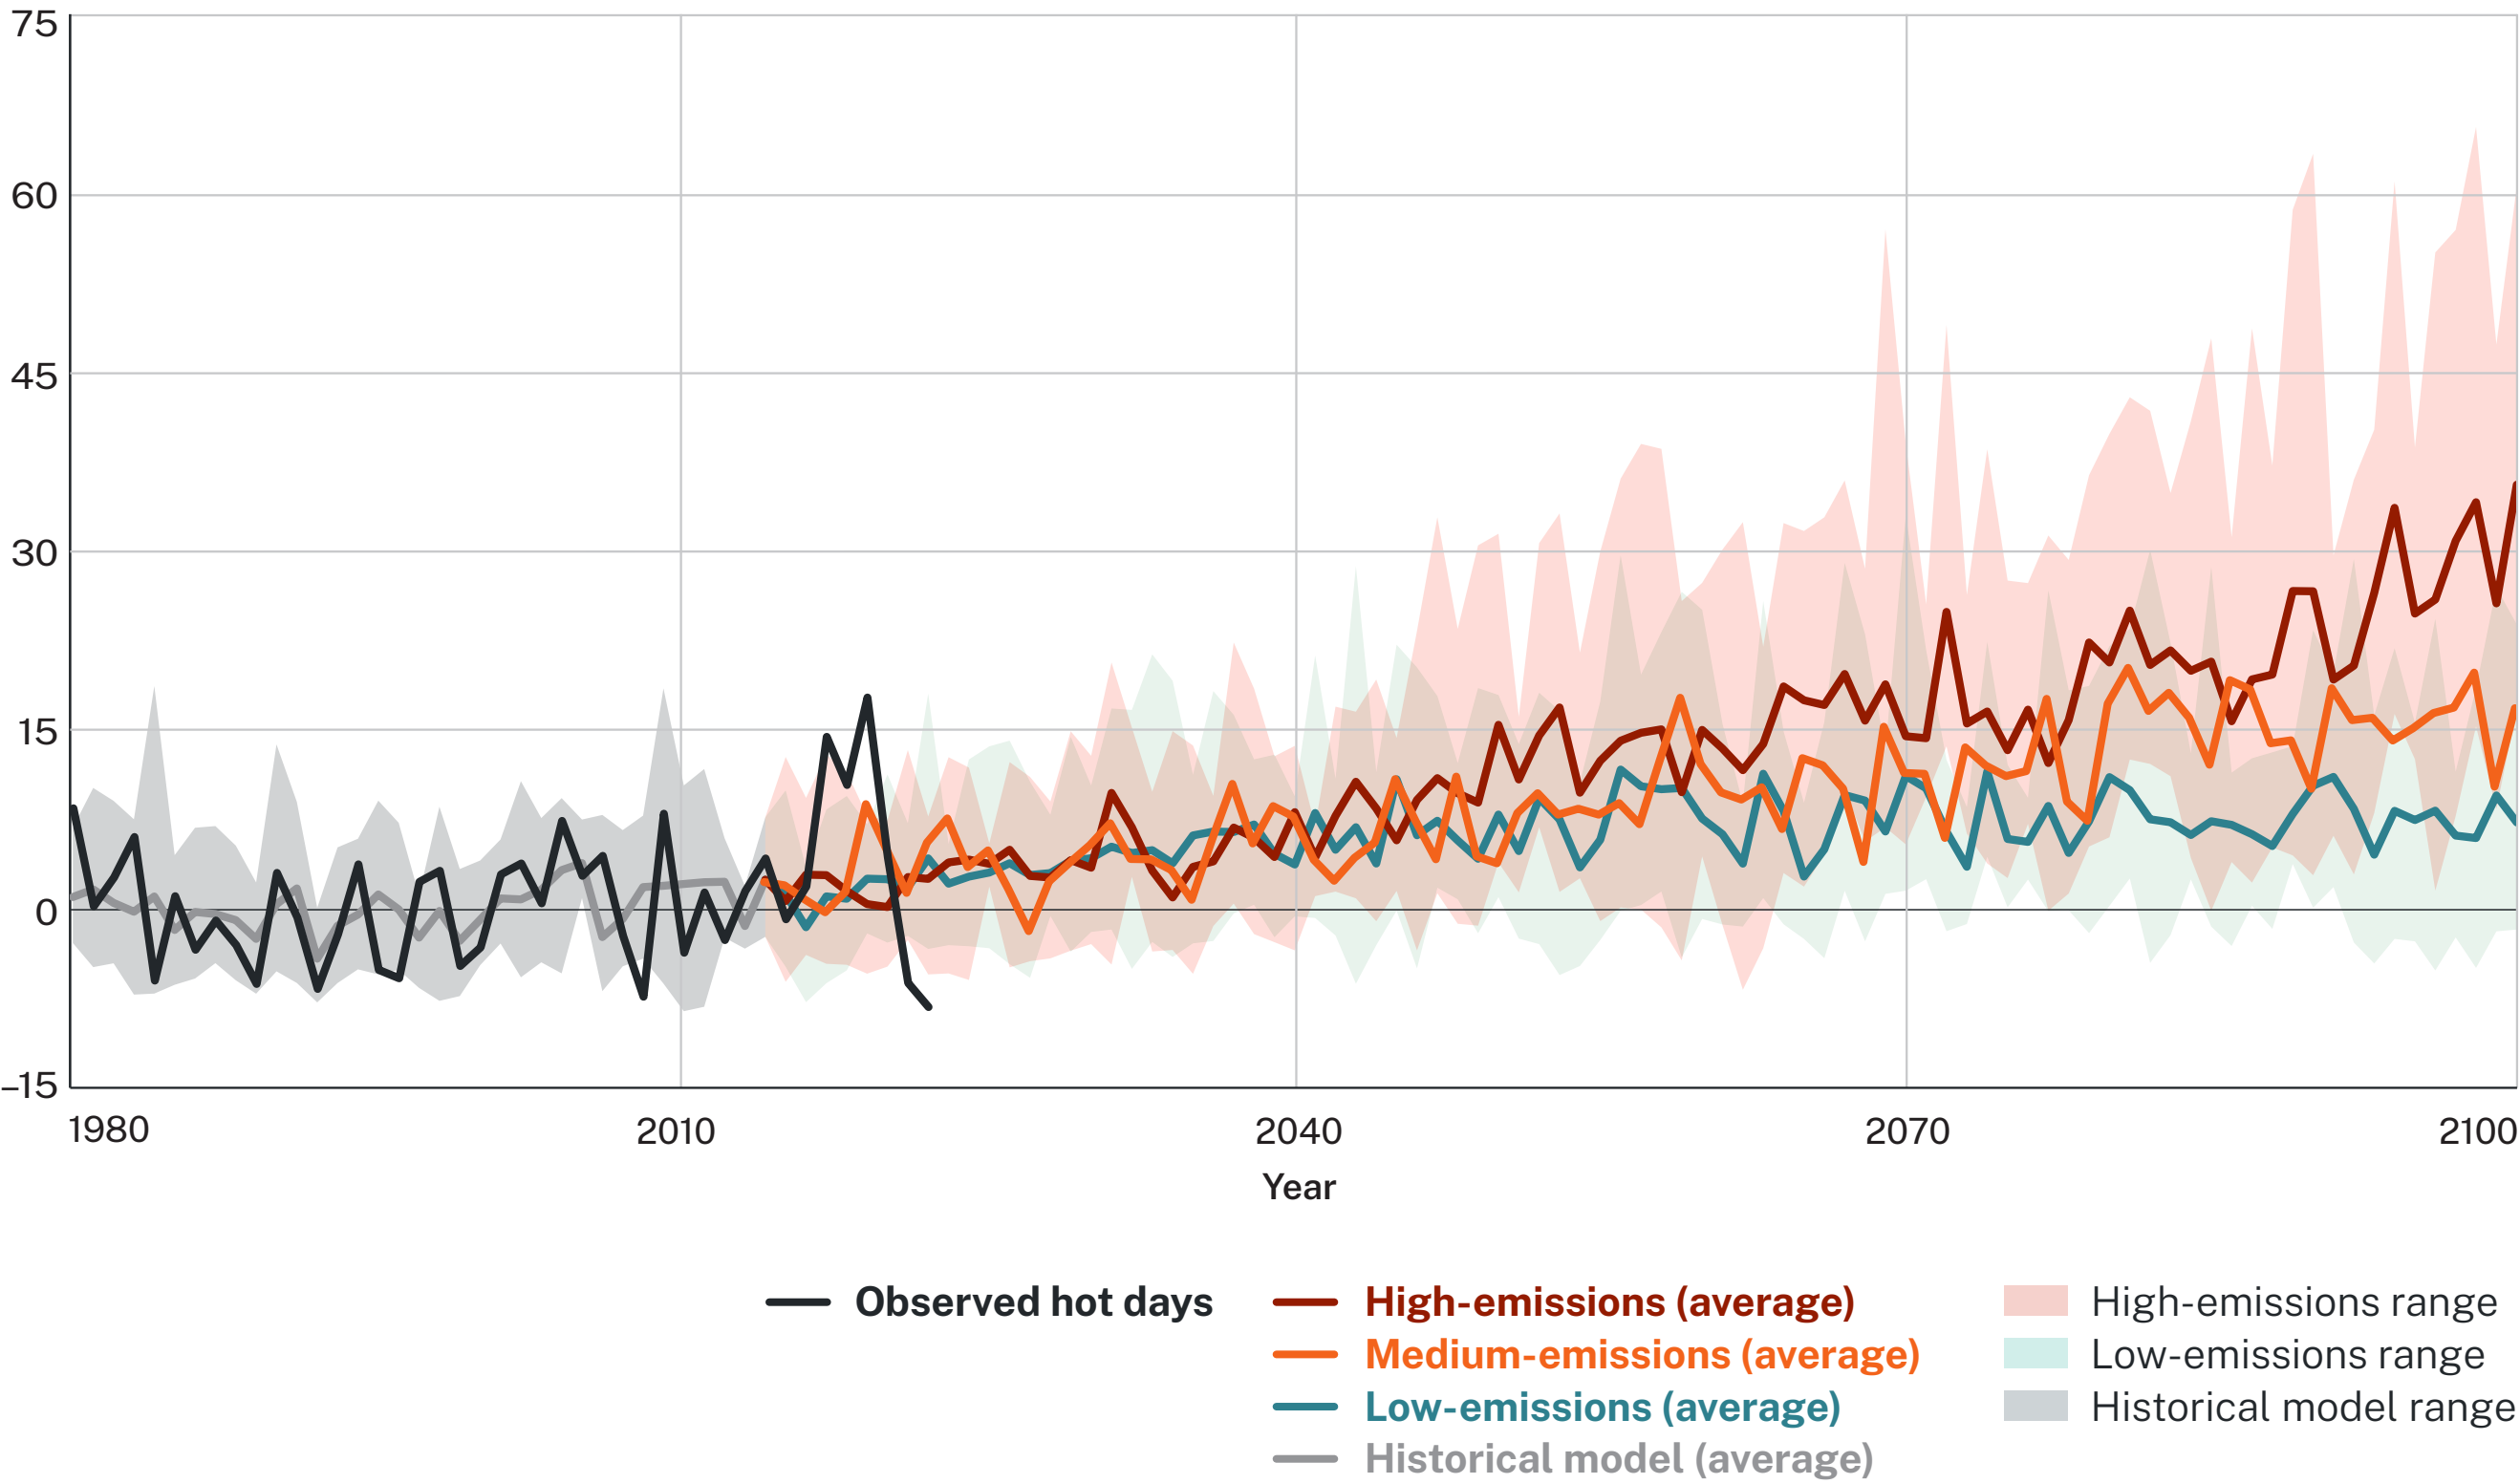 75
60
45
30
15
0
–15
1980 2010 2040 2070 2100
Year
Observed hot days
High-emissions (average)
Medium-emissions (average)
Low-emissions (average)
Historical model (average)
High-emissions range
Low-emissions range
Historical model range